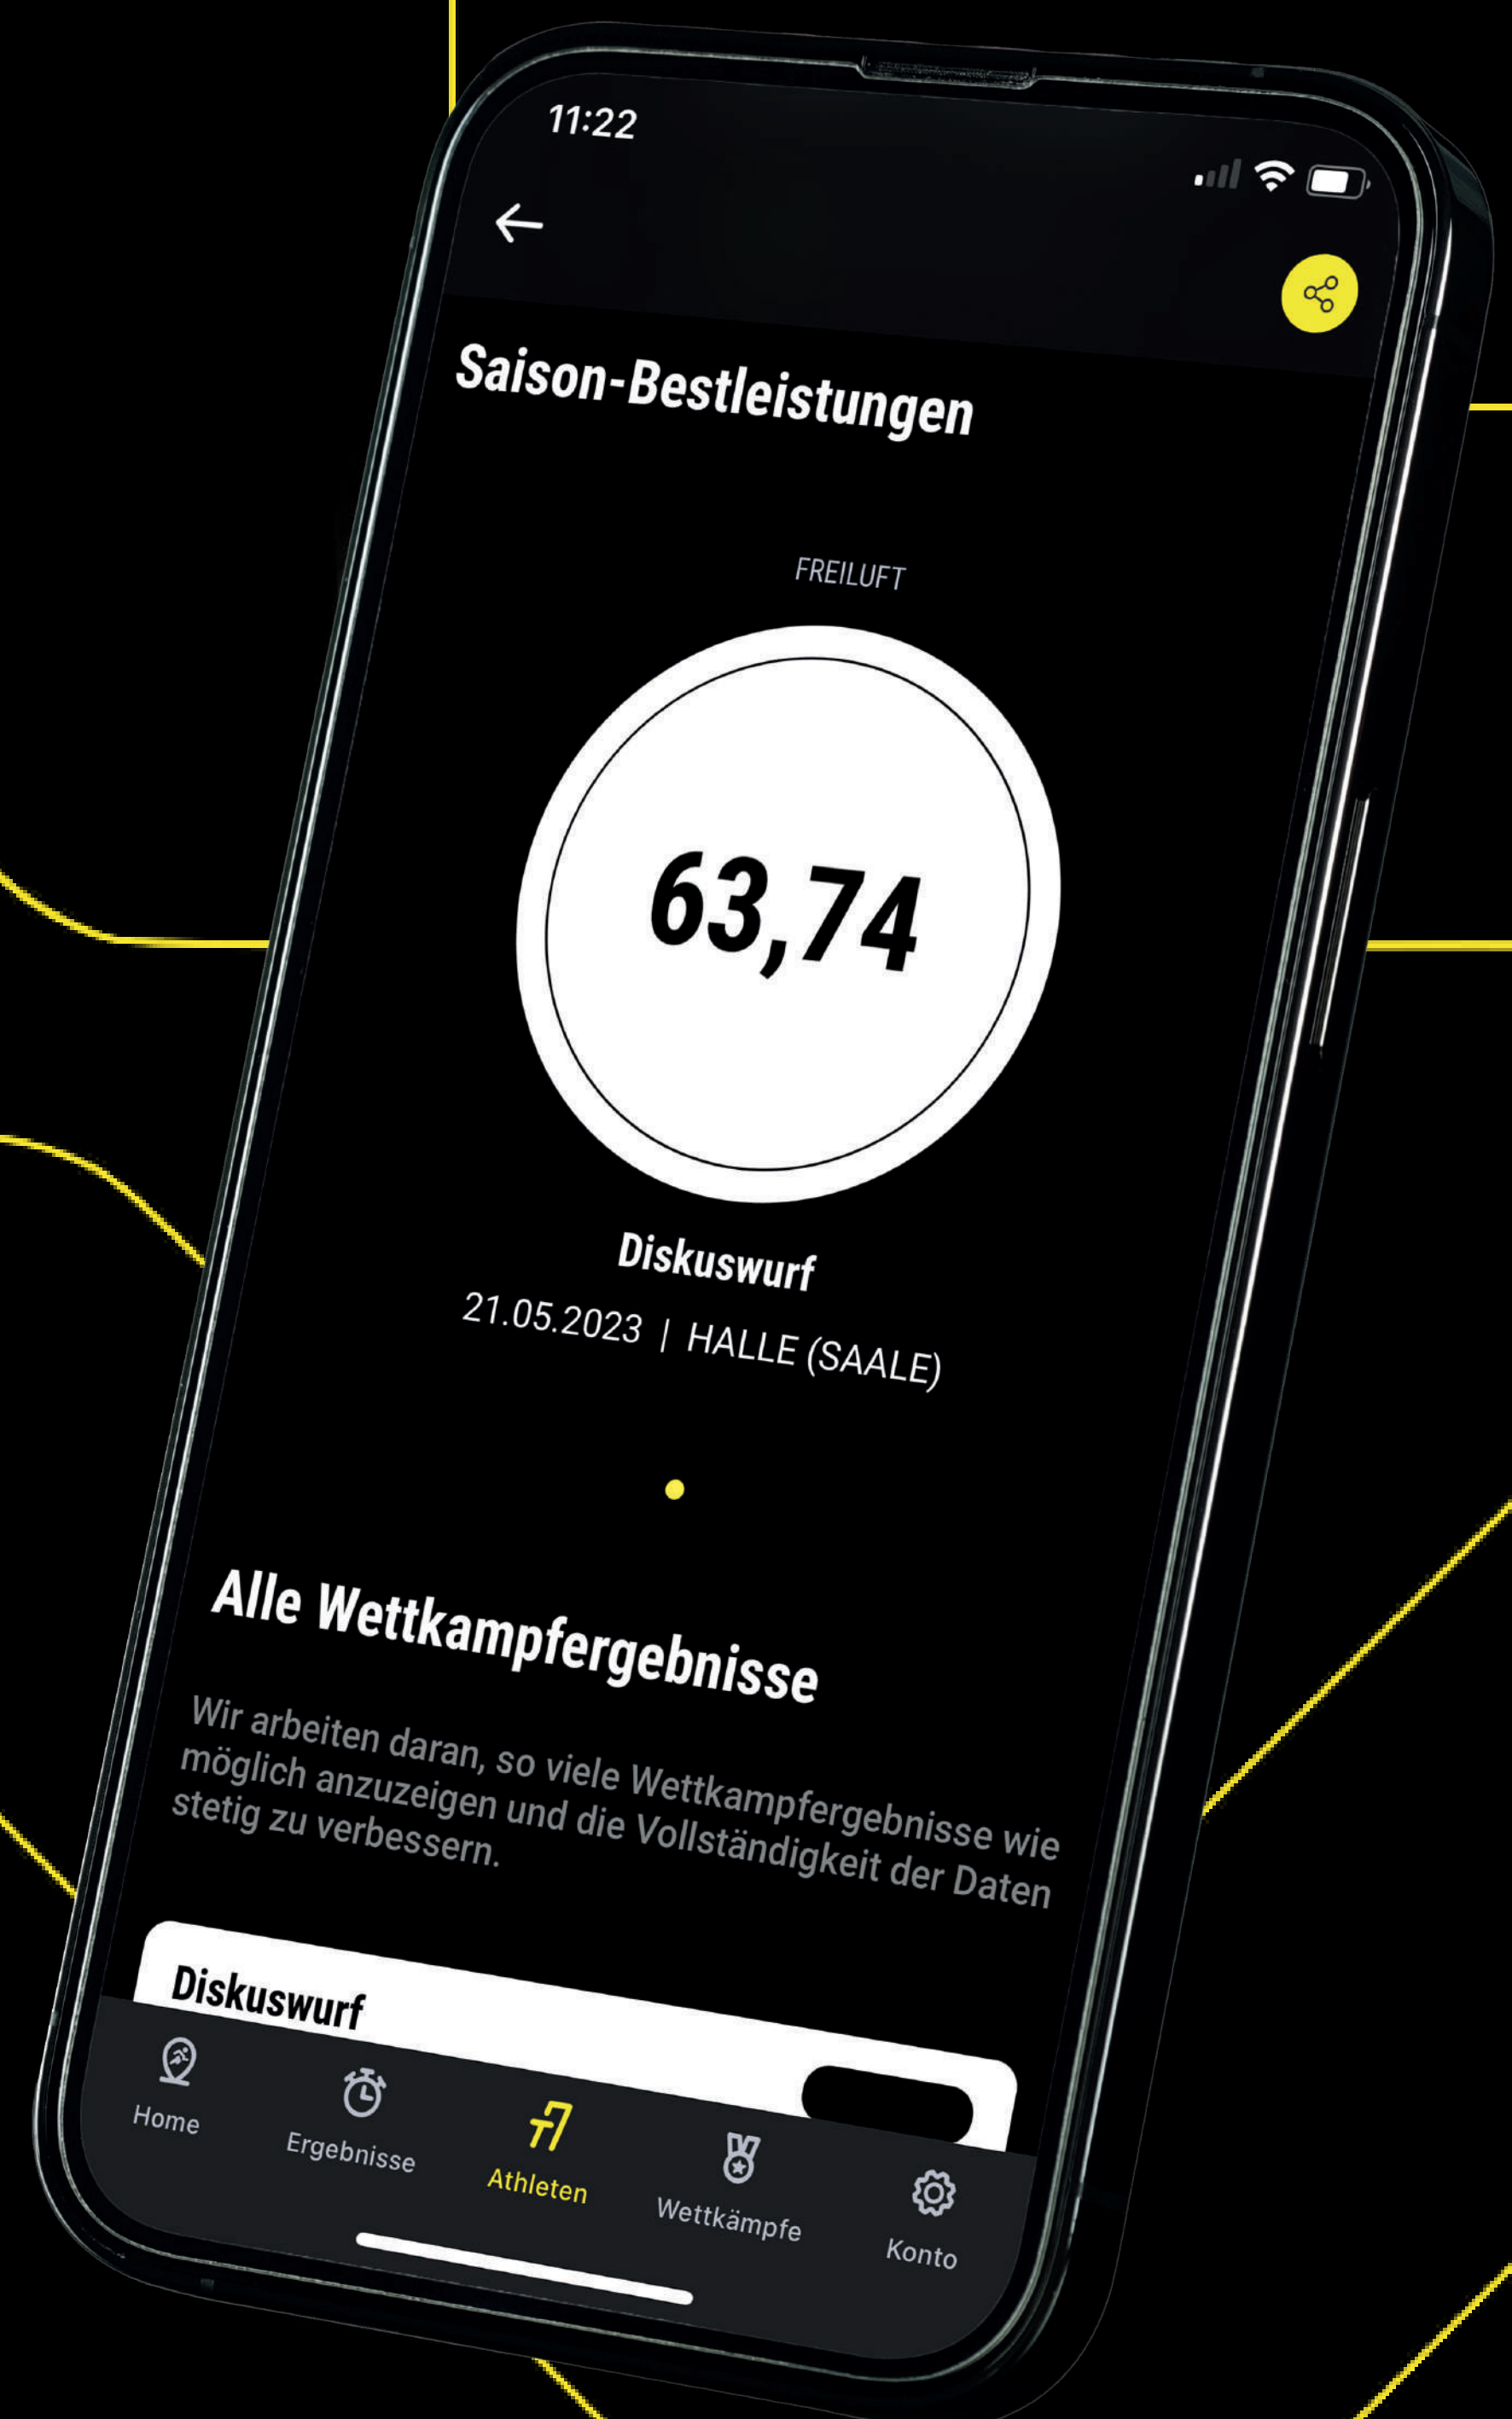 11:22
Saison-Bestleistungen
FREILUFT
63,74
Diskuswurf
21.05.2023 | HALLE (SAALE)
Alle Wettkampfergebnisse
Wir arbeiten daran, so viele Wettkampfergebnisse wie
möglich anzuzeigen und die Vollständigkeit der Daten
stetig zu verbessern.
Diskuswurf
Home
Ergebnisse
Athleten
Wettkämpfe
Konto